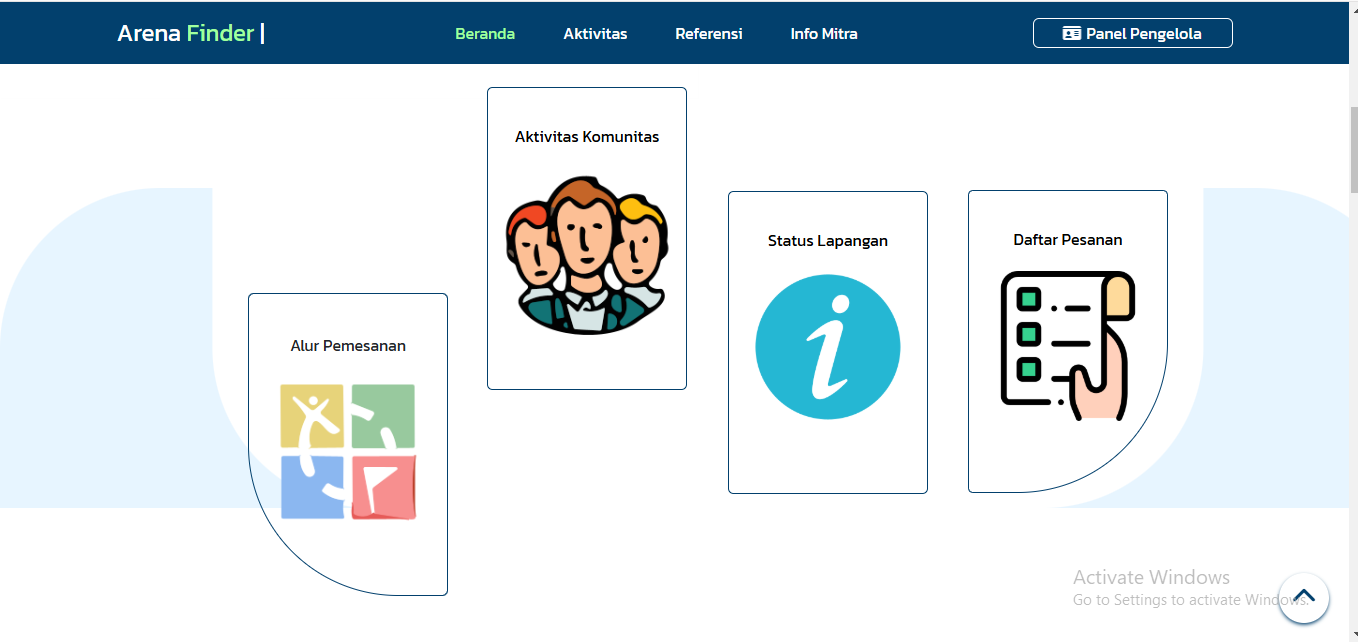 Arena Finder |
Beranda
Aktivitas
Referensi
Info Mitra
Panel Pengelola
Aktivitas Komunitas
Status Lapangan
Daftar Pesanan
Alur Pemesanan
Activate Windows
Go to Settings to activate Windows.